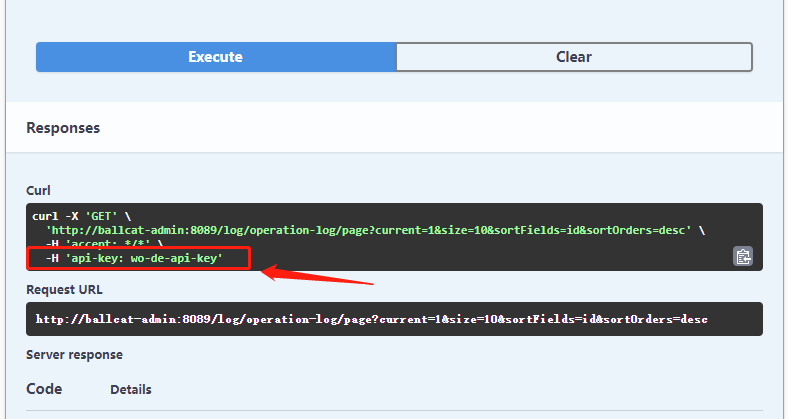 Execute
Clear
Responses
Curl
curl -X 'GET' \
'http://ballcat-admin:8089/log/operation-log/page?current=1&size=10&sortFields=id&sortOrders=desc' \
-H 'accept: */*' \
-H 'api-key: wo-de-api-key'
Request URL
http://ballcat-admin:8089/log/operation-log/page?current=1&size=10&sortFields=id&sortOrders=desc
Server response
Code
Details